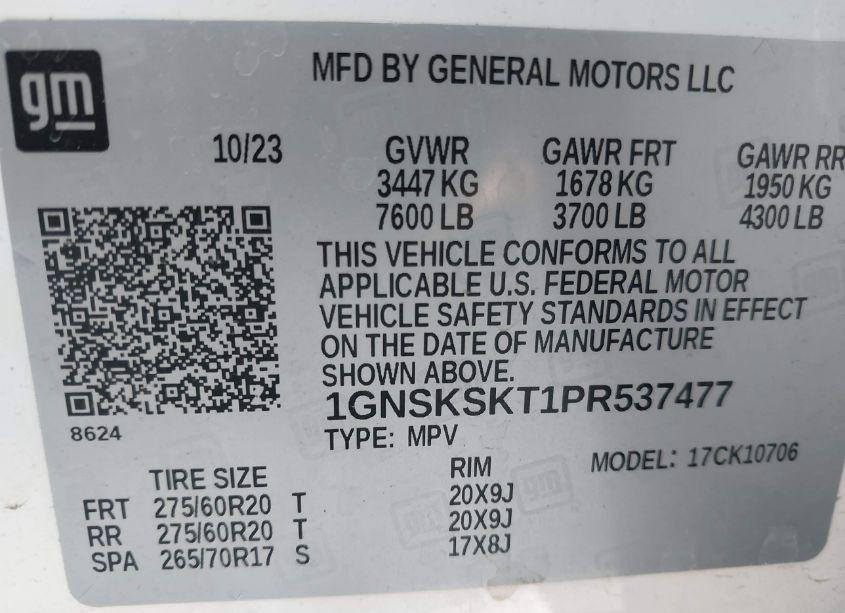 gm
MFD BY GENERAL MOTORS LLC
10/23 GVWR GAWR FRT GAWR RR
3447 KG 1678 KG 1950 KG
7600 LB 3700 LB 4300 LB
THIS VEHICLE CONFORMS TO ALL
APPLICABLE U.S. FEDERAL MOTOR
VEHICLE SAFETY STANDARDS IN EFFECT
ON THE DATE OF MANUFACTURE
SHOWN ABOVE.
1GNSKSKT1PR537477
8624
TYPE: MPV
MODEL: 17CK10706
TIRE SIZE RIM
FRT 275/60R20 T 20X9J
RR 275/60R20 T 20X9J
SPA 265/70R17 S 17X8J